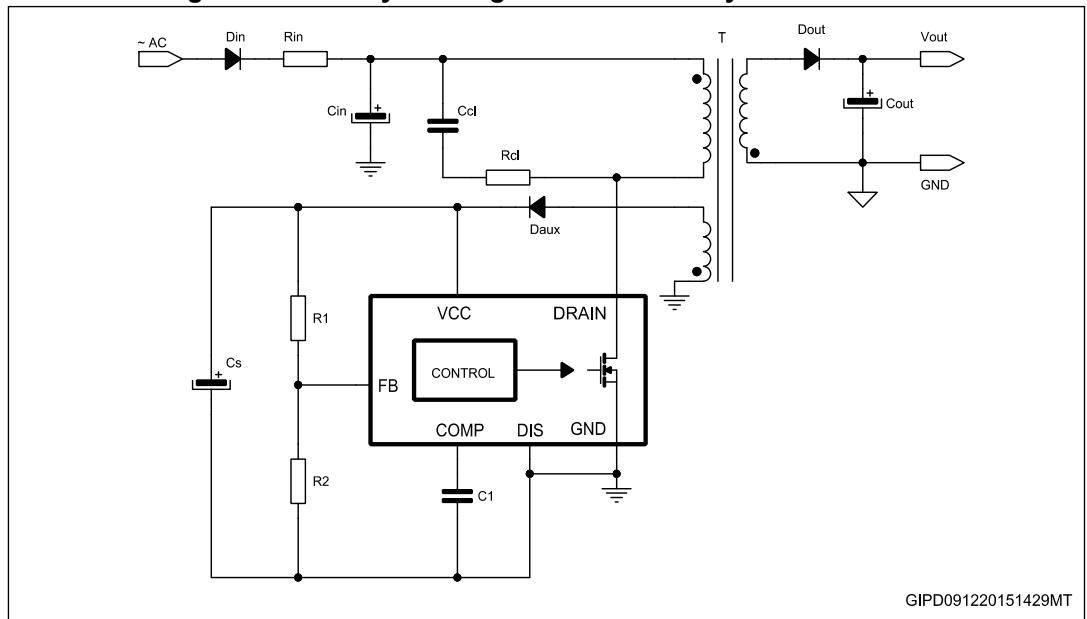 ~ AC
Din
Rin
T
Dout
Vout
Cin
+
Ccl
+
Cout
Rcl
GND
Daux
R1
VCC
DRAIN
Cs
+
FB
CONTROL
COMP
DIS
GND
R2
C1
GIPD091220151429MT